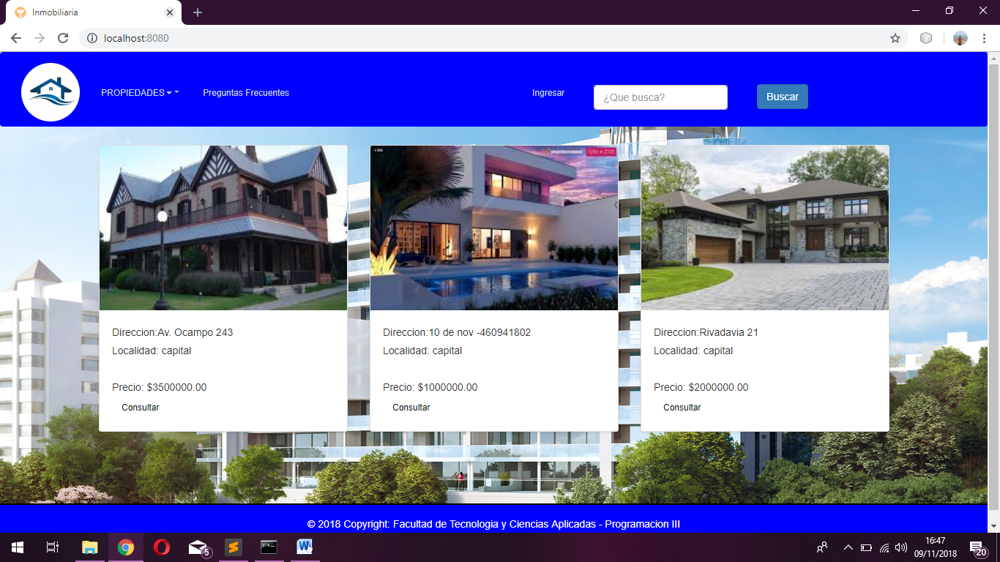 Inmobiliaria
localhost:8080
PROPIEDADES
Preguntas Frecuentes
Ingresar
¿Que busca?
Buscar
Tylko w Z500
Direccion:Av. Ocampo 243
Localidad: capital
Precio: $3500000.00
Consultar
Direccion:10 de nov -460941802
Localidad: capital
Precio: $1000000.00
Consultar
Direccion:Rivadavia 21
Localidad: capital
Precio: $2000000.00
Consultar
© 2018 Copyright: Facultad de Tecnologia y Ciencias Aplicadas - Programacion III
5
16:47
09/11/2018
20